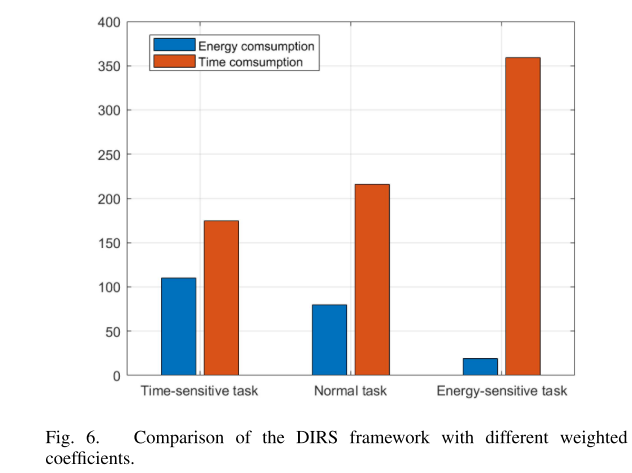 400
350
300
250
200
150
100
50
0
Energy comsumption
Time comsumption
Time-sensitive task
Normal task
Energy-sensitive task
Fig. 6. Comparison of the DIRS framework with different weighted
coefficients.